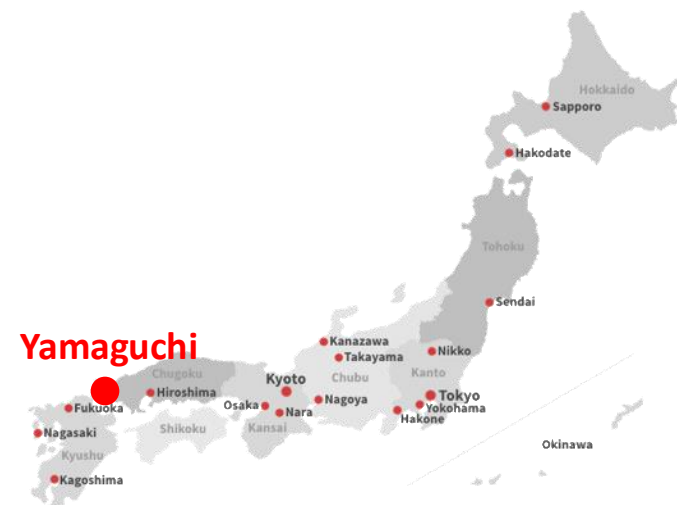 Hokkaido
Sapporo
Hakodate
Tohoku
Sendai
Yamaguchi
Kanazawa
Takayama
Nikko
Chugoku
Kyoto
Chubu
Kanto
Hiroshima
Tokyo
Fukuoka
Osaka
Nara
Nagoya
Yokohama
Hakone
Nagasaki
Shikoku
Kansai
Okinawa
Kyushu
Kagoshima